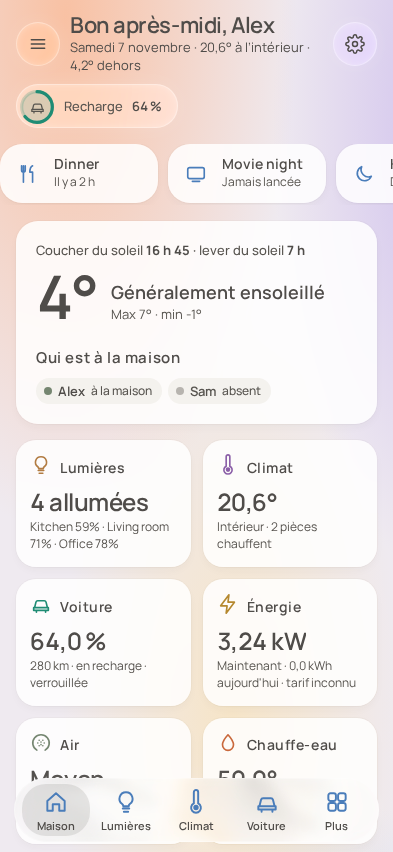 Bon après-midi, Alex
Samedi 7 novembre · 20,6° à l'intérieur ·
4,2° dehors
Recharge 64 %
Dinner
Il y a 2 h
Movie night
Jamais lancée
Coucher du soleil 16 h 45 · lever du soleil 7 h
4°
Généralement ensoleillé
Max 7° · min -1°
Qui est à la maison
Alex à la maison
Sam absent
Lumières
4 allumées
Kitchen 59% · Living room
71% · Office 78%
Climat
20,6°
Intérieur · 2 pièces
chauffent
Voiture
64,0 %
280 km · en recharge ·
verrouillée
Énergie
3,24 kW
Maintenant · 0,0 kWh
aujourd'hui · tarif inconnu
Air
Chauffe-eau
Maison
Lumières
Climat
Voiture
Plus